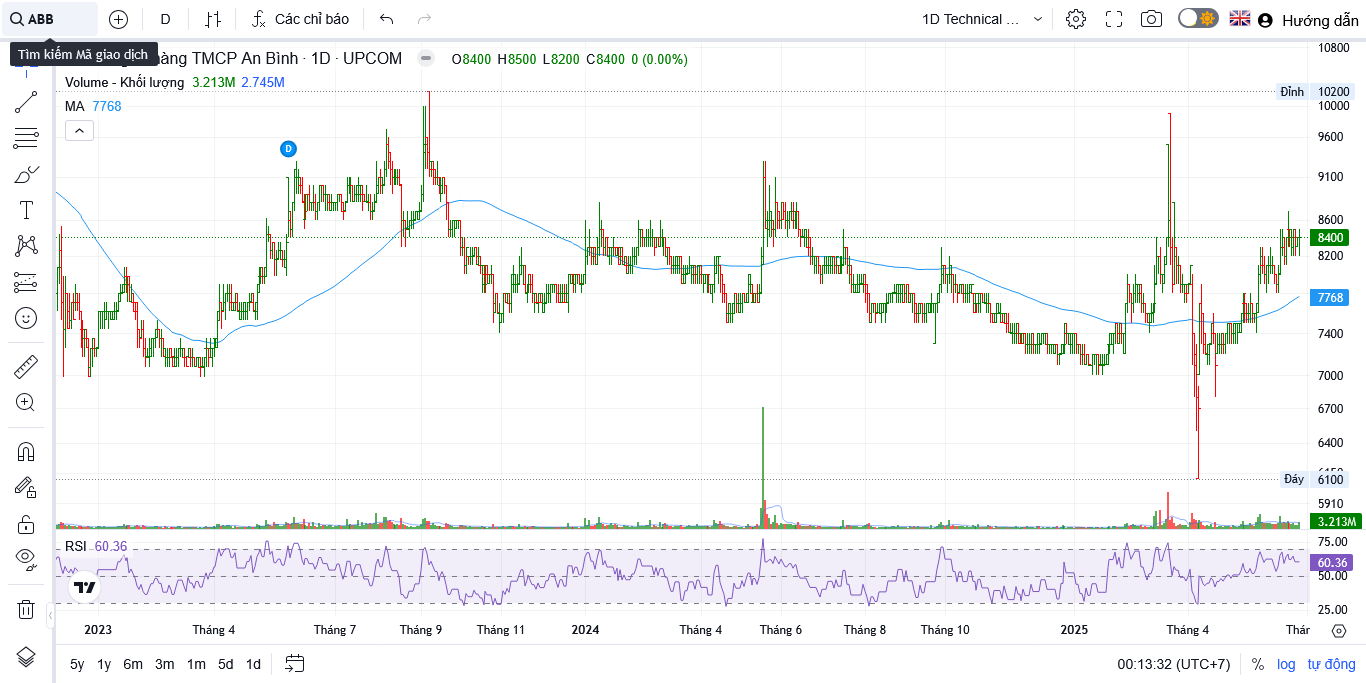 ABB D Các chỉ báo 1D Technical ... Hướng dẫn
Tìm kiếm Mã giao dịch
hàng TMCP An Bình · 1D · UPCOM O8400 H8500 L8200 C8400 0 (0.00%)
Volume - Khối lượng 3.213M 2.745M
MA 7768
D
10800
Đỉnh 10200
10000
9600
9100
8600
8400
8200
7768
7400
7000
6700
6400
Đáy 6100
5910
3.213M
RSI 60.36
75.00
60.36
50.00
25.00
2023 Tháng 4 Tháng 7 Tháng 9 Tháng 11 2024 Tháng 4 Tháng 6 Tháng 8 Tháng 10 2025 Tháng 4 Thár
5y 1y 6m 3m 1m 5d 1d 00:13:32 (UTC+7) % log tự động